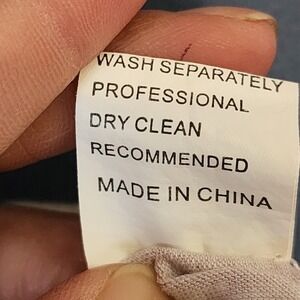 WASH SEPARATELY
PROFESSIONAL
DRY CLEAN
RECOMMENDED
MADE IN CHINA